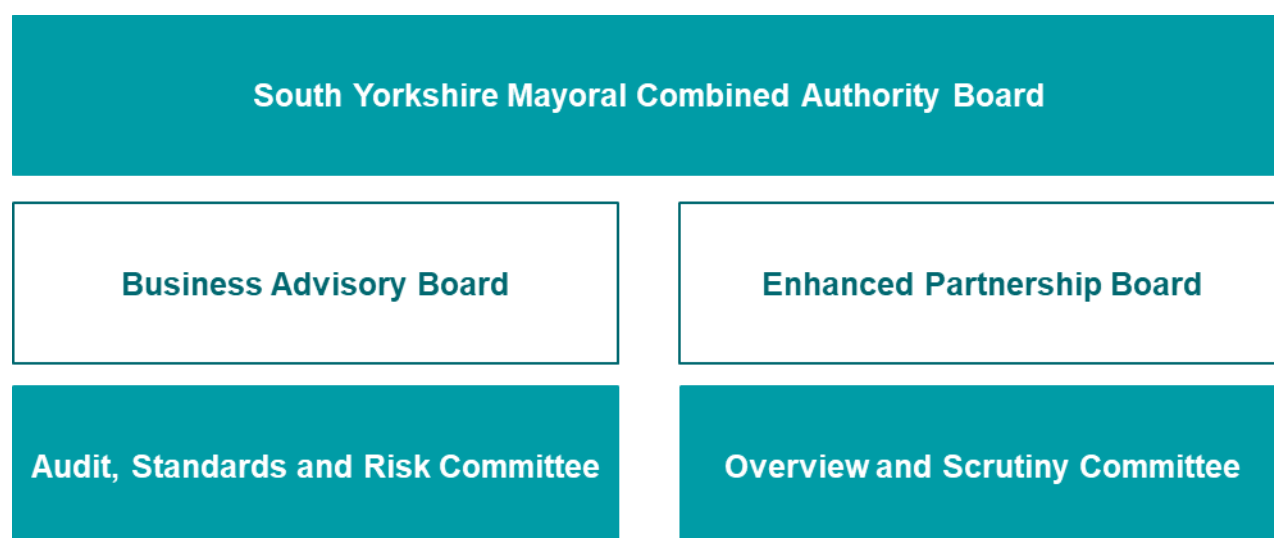 South Yorkshire Mayoral Combined Authority Board
Business Advisory Board
Enhanced Partnership Board
Audit, Standards and Risk Committee
Overview and Scrutiny Committee